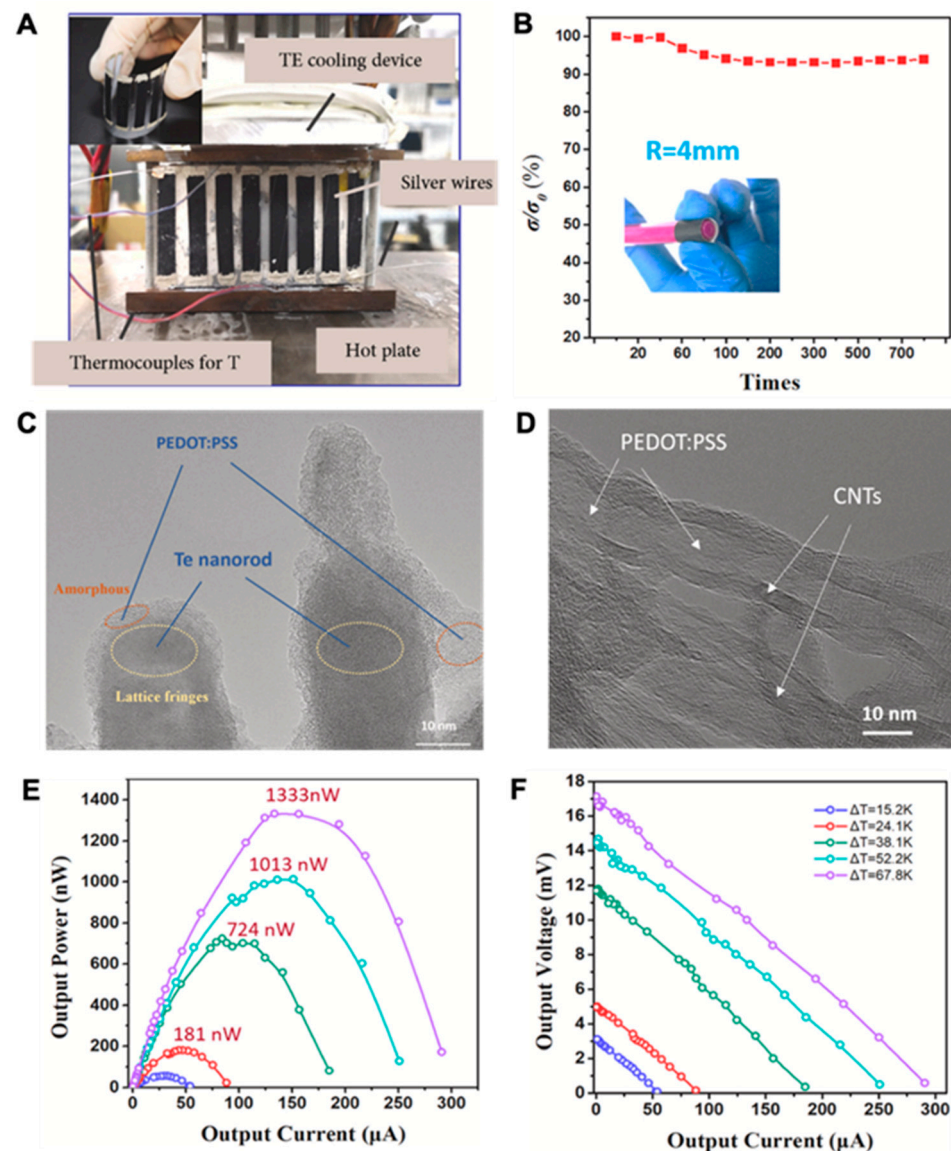 A
TE cooling device
Silver wires
Thermocouples for T
Hot plate
B
σ/σ₀ (%)
100
90
80
70
60
50
40
30
20
R=4mm
20 60 100 200 300 500 700
Times
C
PEDOT:PSS
Te nanorod
Amorphous
Lattice fringes
10 nm
D
PEDOT:PSS
CNTs
10 nm
E
Output Power (nW)
1400
1200
1000
800
600
400
200
0
1333nW
1013 nW
724 nW
181 nW
0 50 100 150 200 250 300
Output Current (μA)
F
Output Voltage (mV)
18
16
14
12
10
8
6
4
2
0
ΔT=15.2K
ΔT=24.1K
ΔT=38.1K
ΔT=52.2K
ΔT=67.8K
0 50 100 150 200 250 300
Output Current (μA)